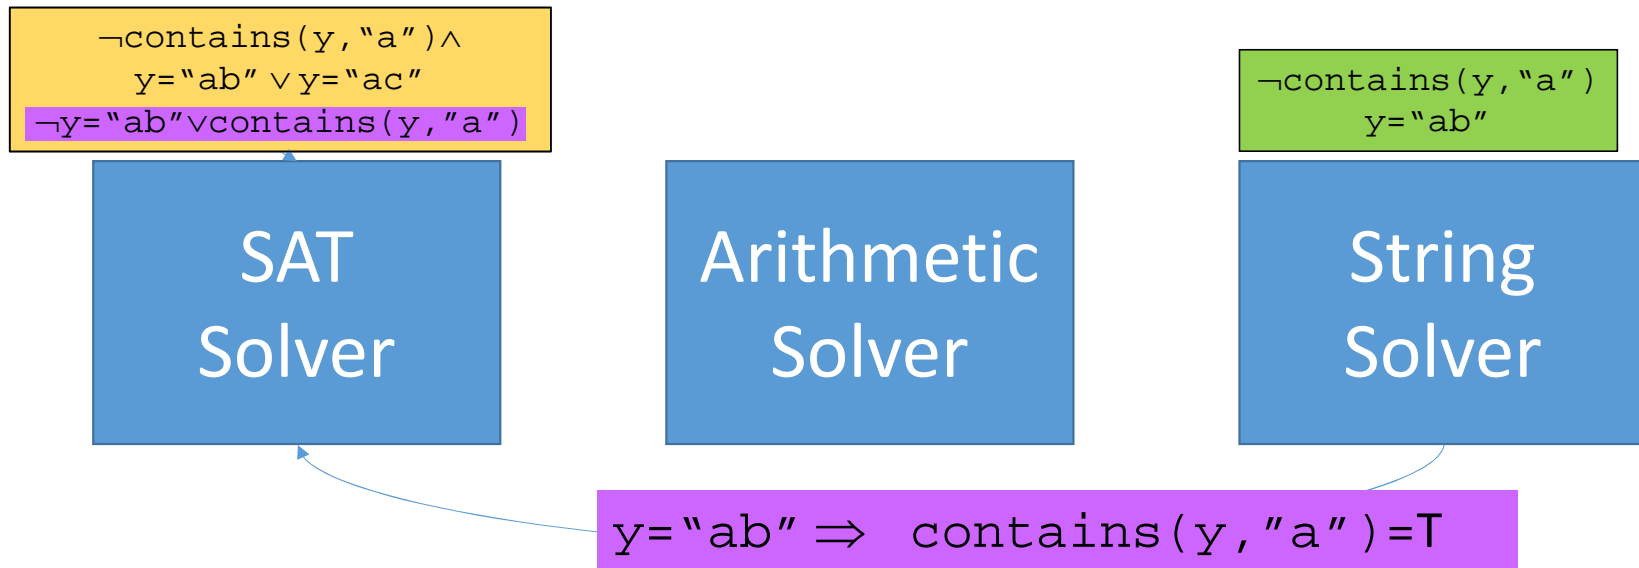 ¬contains(y,“a”)∧
y=“ab” ∨ y=“ac”
¬y=“ab”∨contains(y,”a”)
¬contains(y,“a”)
y=“ab”
SAT
Solver
Arithmetic
Solver
String
Solver
y=“ab” ⇒ contains(y,”a”)=T